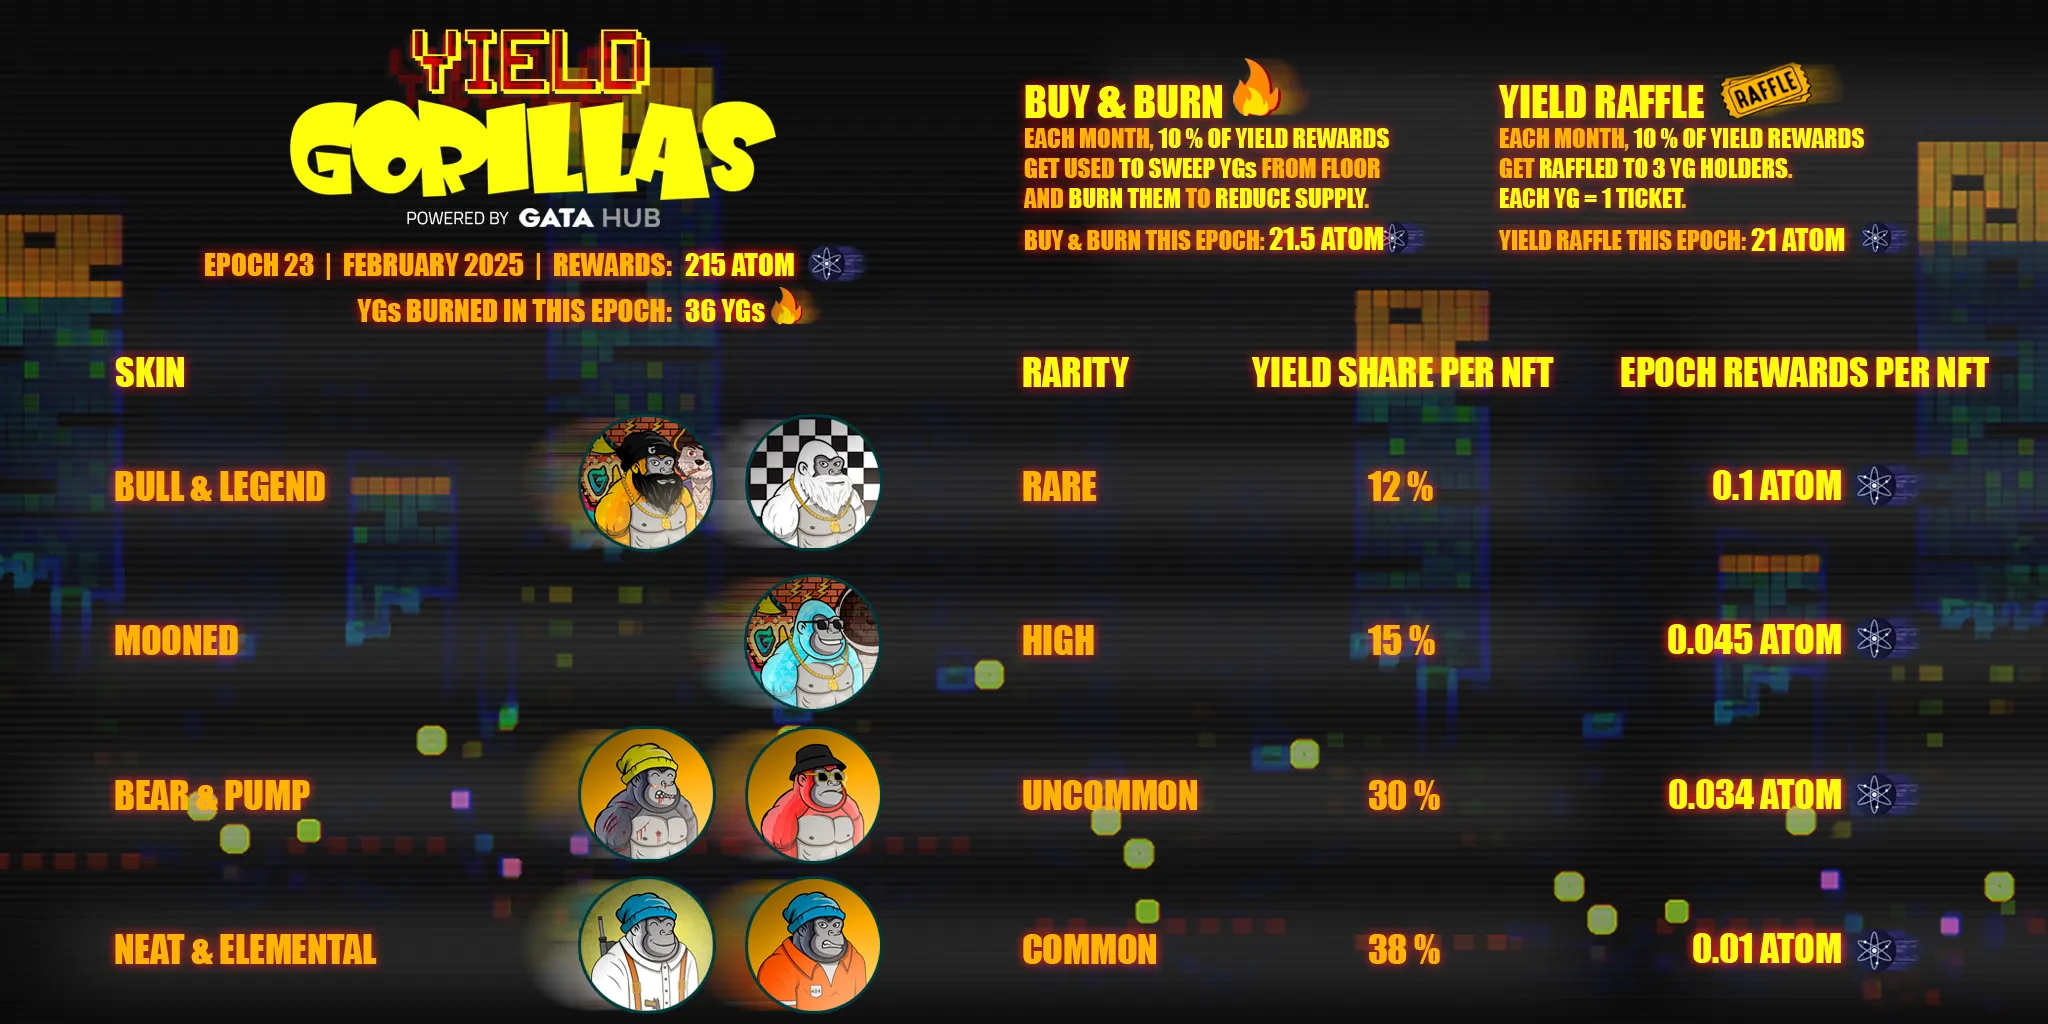 YIELD
GORILLAS
POWERED BY GATA HUB
EPOCH 23 | FEBRUARY 2025 | REWARDS: 215 ATOM
YGs BURNED IN THIS EPOCH: 36 YGs
BUY & BURN
EACH MONTH, 10 % OF YIELD REWARDS
GET USED TO SWEEP YGs FROM FLOOR
AND BURN THEM TO REDUCE SUPPLY.
BUY & BURN THIS EPOCH: 21.5 ATOM
YIELD RAFFLE
RAFFLE
EACH MONTH, 10 % OF YIELD REWARDS
GET RAFFLED TO 3 YG HOLDERS.
EACH YG = 1 TICKET.
YIELD RAFFLE THIS EPOCH: 21 ATOM
SKIN RARITY YIELD SHARE PER NFT EPOCH REWARDS PER NFT
BULL & LEGEND RARE 12 % 0.1 ATOM
MOONED HIGH 15 % 0.045 ATOM
BEAR & PUMP UNCOMMON 30 % 0.034 ATOM
NEAT & ELEMENTAL COMMON 38 % 0.01 ATOM